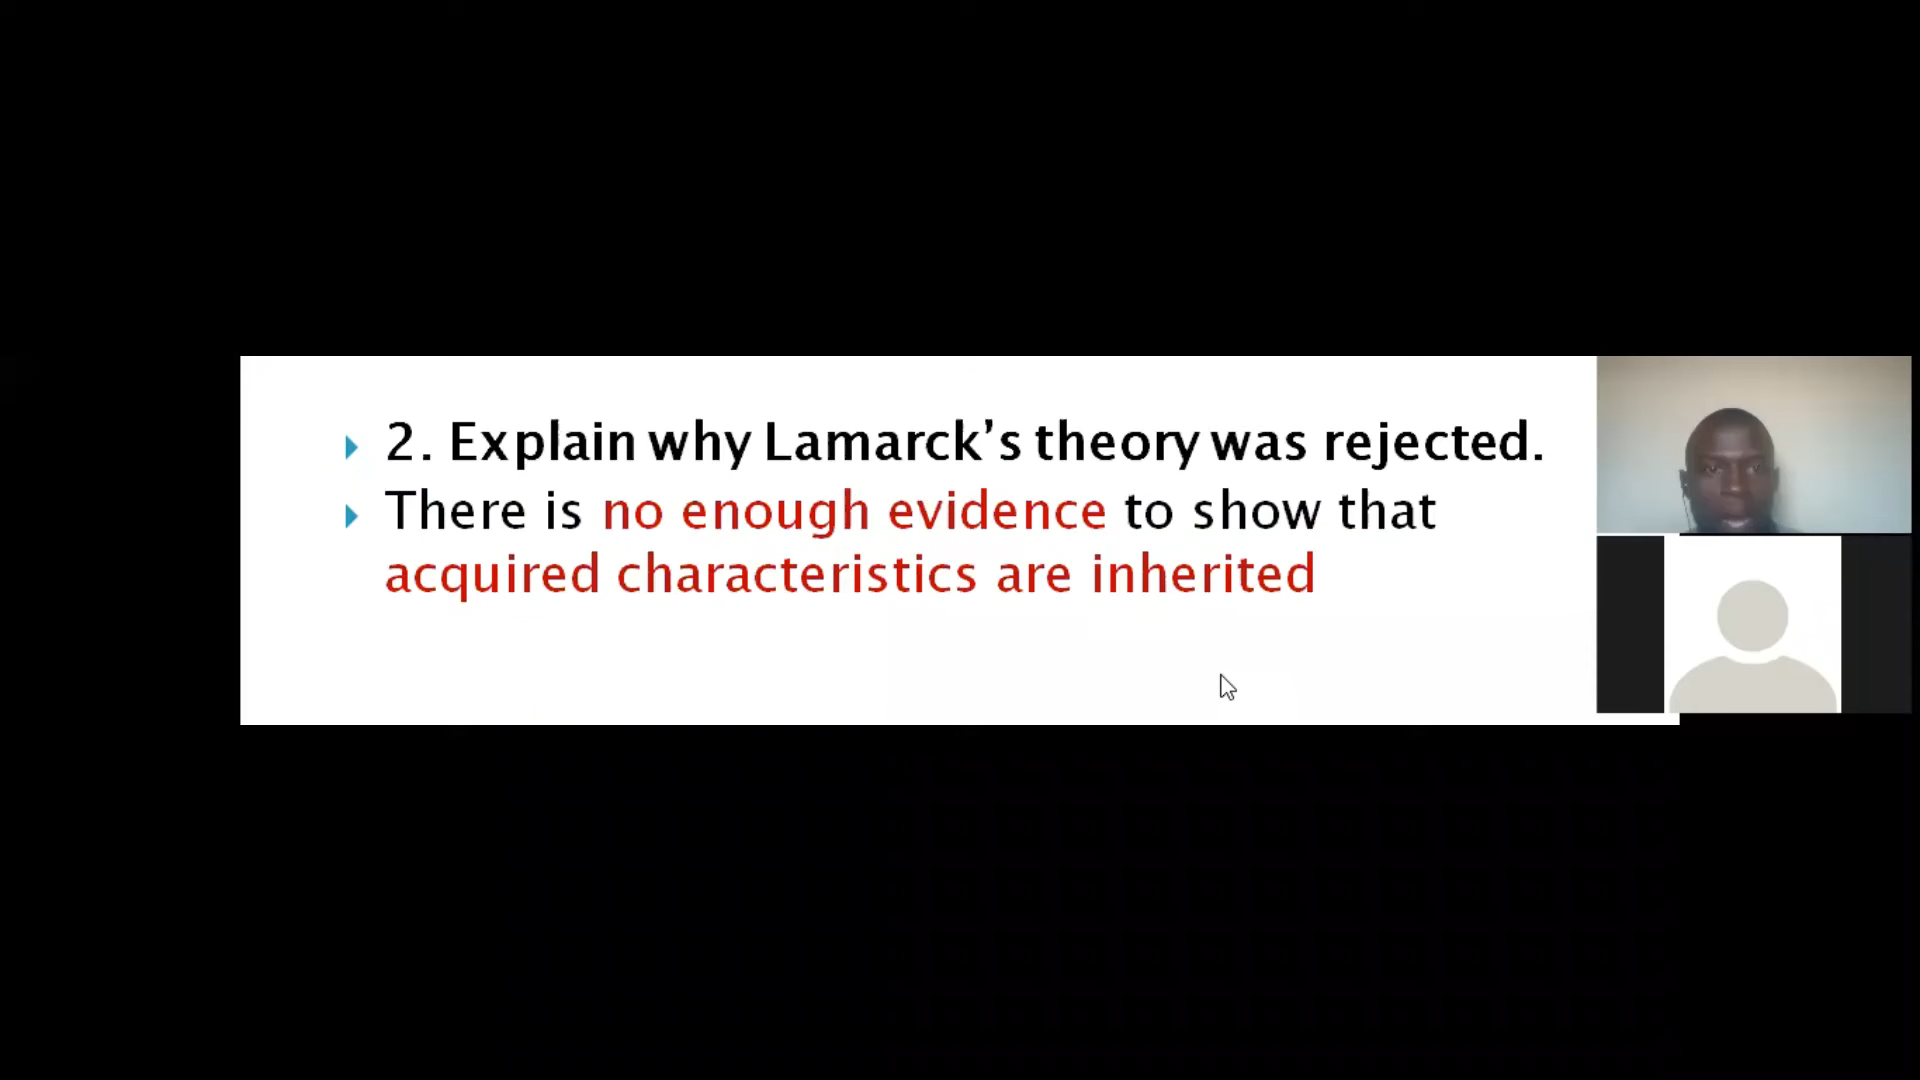 2. Explain why Lamarck’s theory was rejected.
There is no enough evidence to show that
acquired characteristics are inherited